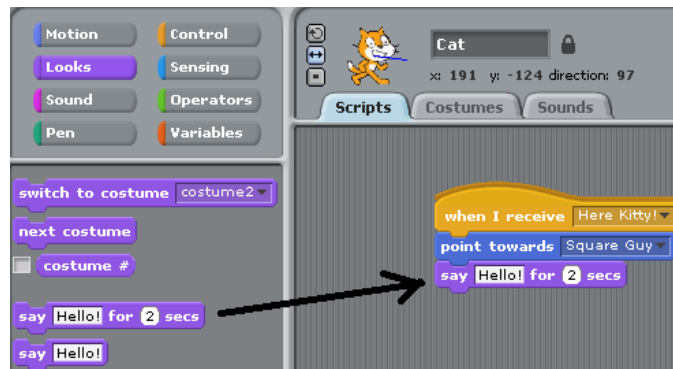 Motion Control
Looks Sensing
Sound Operators
Pen Variables
Cat
x: 191 y: -124 direction: 97
Scripts Costumes Sounds
switch to costume costume2
next costume
costume #
say Hello! for 2 secs
say Hello!
when I receive Here Kitty!
point towards Square Guy
say Hello! for 2 secs